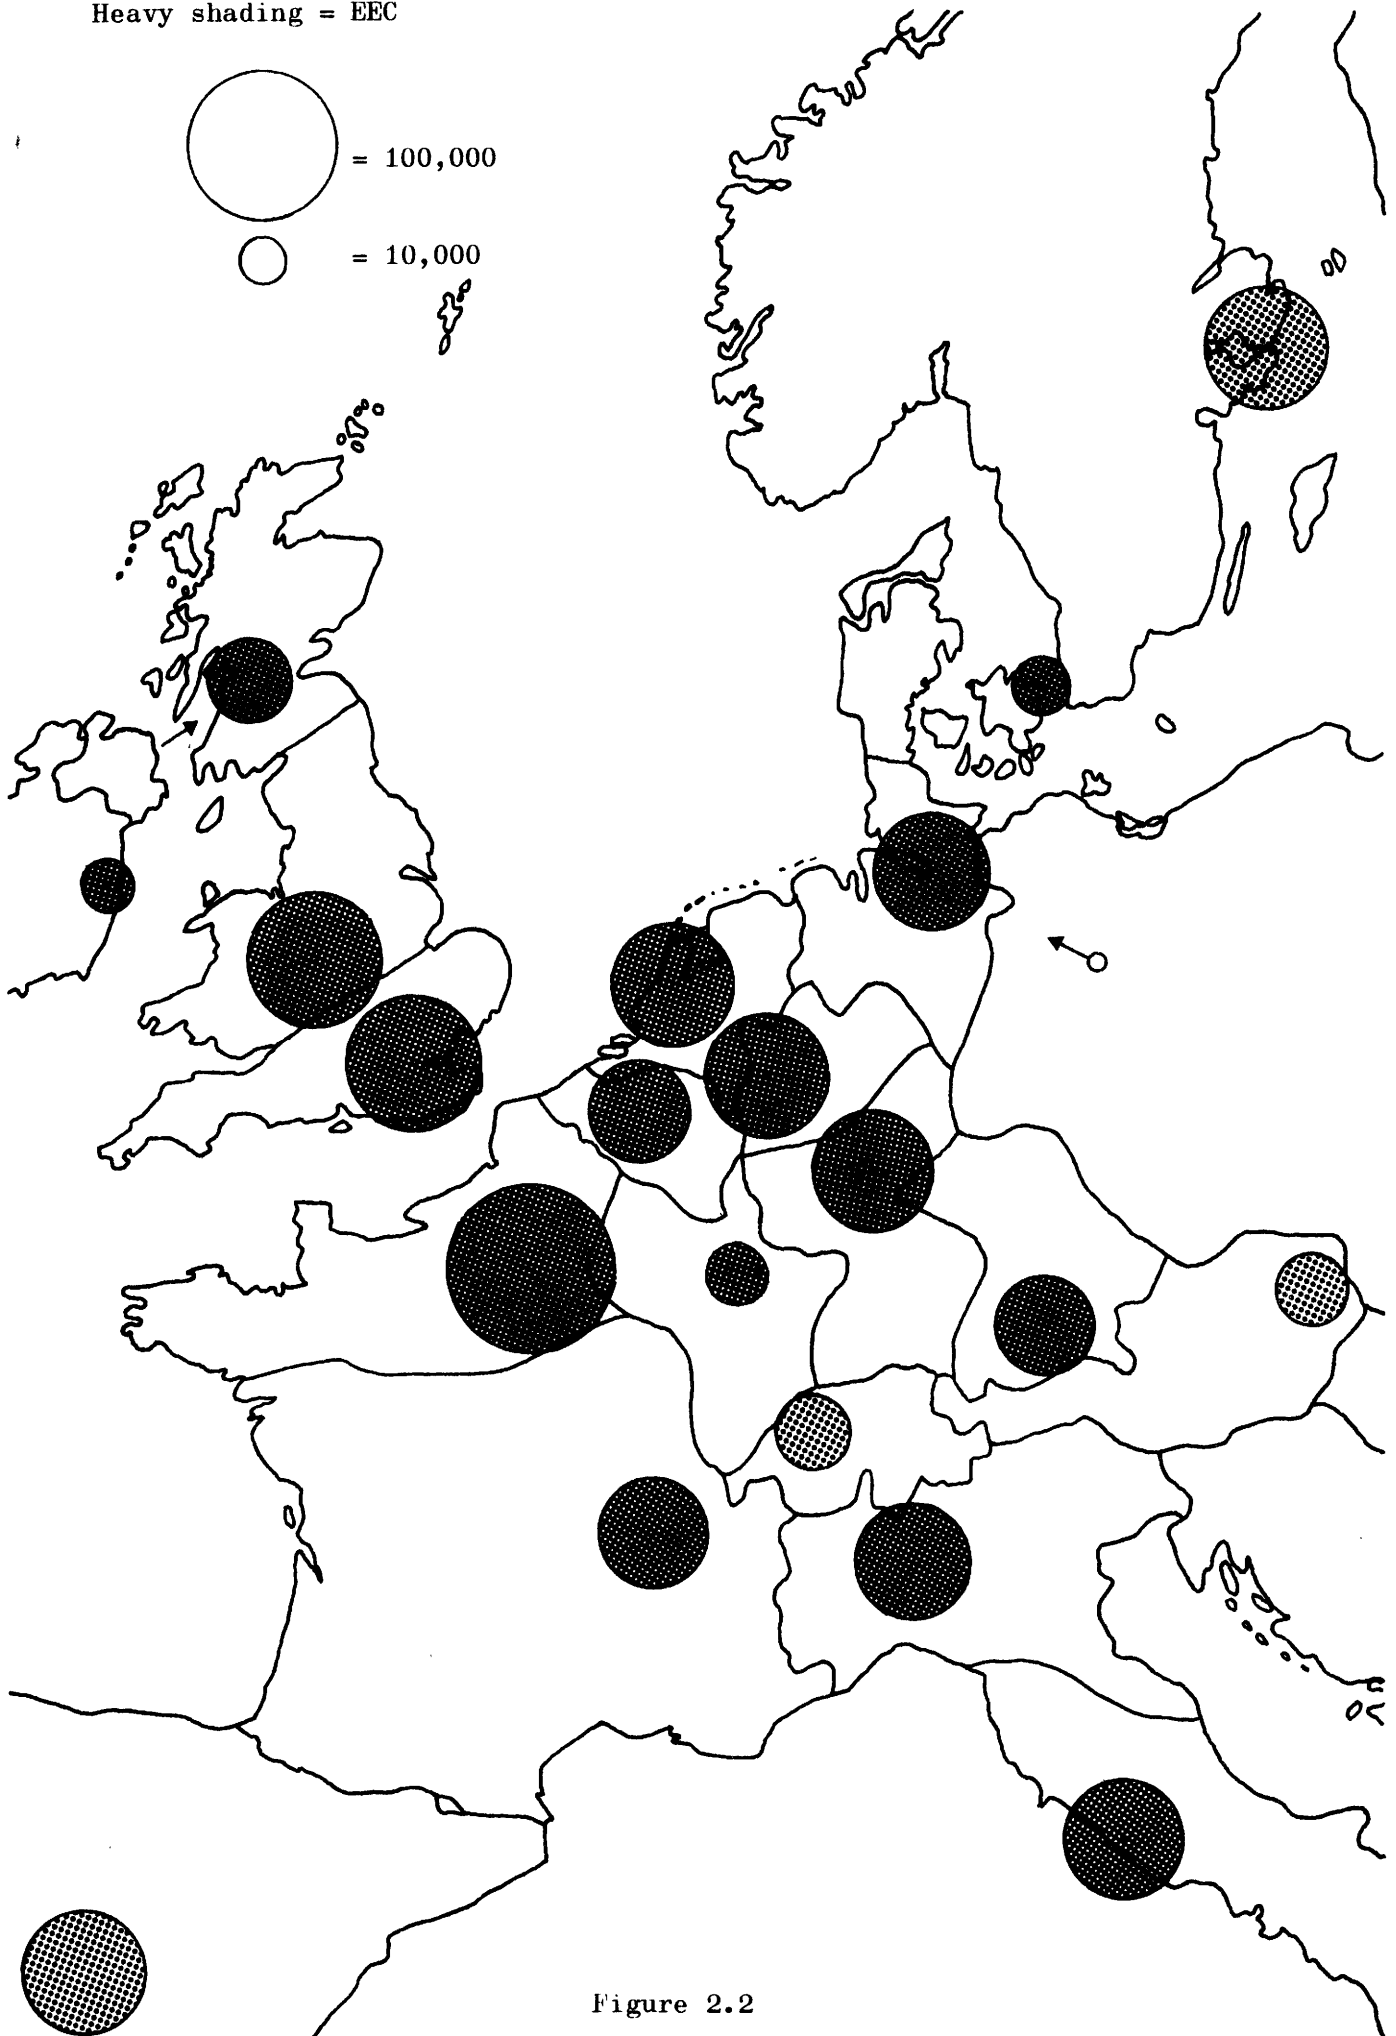 Heavy shading = EEC
= 100,000
= 10,000
Figure 2.2